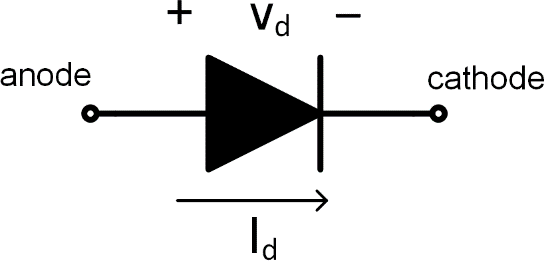 + vd −
anode
cathode
Id